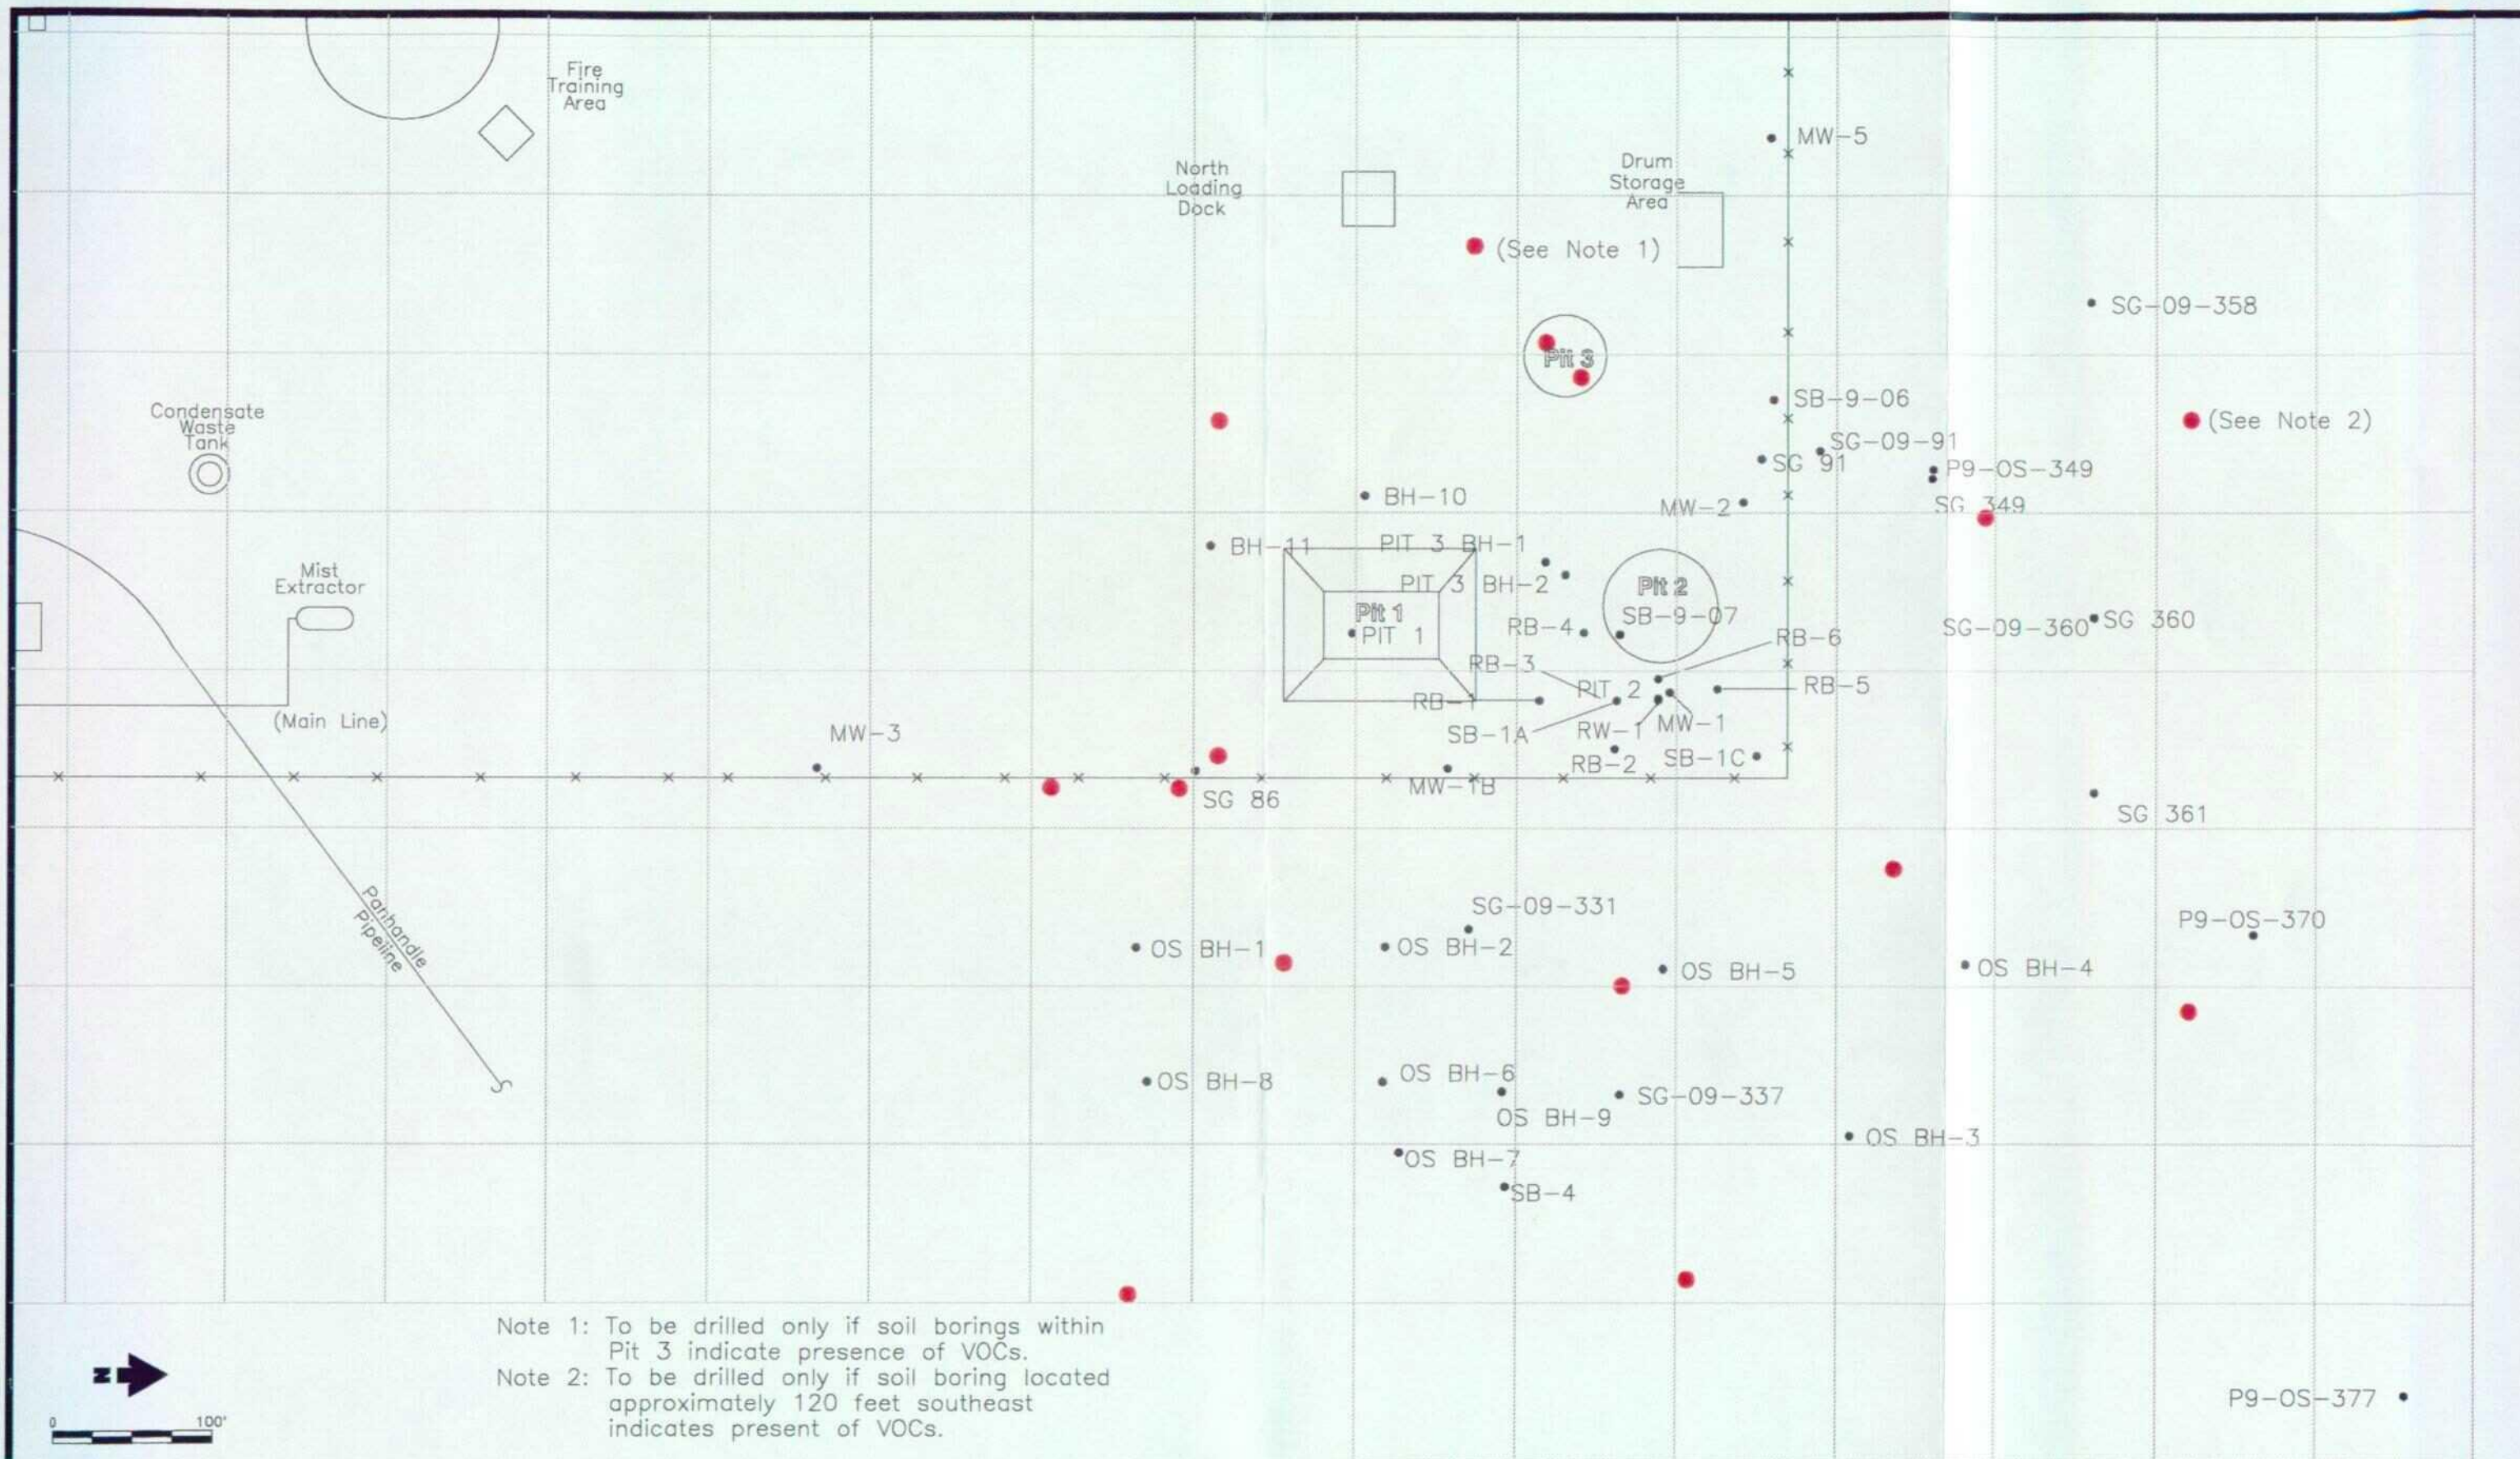 Fire
Training
Area
MW-5
North
Loading
Dock
Drum
Storage
Area
(See Note 1)
SG-09-358
Pit 3
SB-9-06
Condensate
Waste
Tank
(See Note 2)
SG-09-91
SG 91
P9-OS-349
SG 349
BH-10
MW-2
BH-11
PIT 3 BH-1
PIT 3 BH-2
Mist
Extractor
Pit 2
Pit 1
PIT 1
SB-9-07
RB-4
RB-6
SG-09-360
SG 360
RB-3
PIT 2
RB-5
RB-1
(Main Line)
MW-3
SB-1A
RW-1
MW-1
RB-2
SB-1C
MW-1B
SG 86
SG 361
Panhandle
Pipeline
SG-09-331
P9-OS-370
OS BH-1
OS BH-2
OS BH-5
OS BH-4
OS BH-8
OS BH-6
OS BH-9
SG-09-337
OS BH-3
OS BH-7
SB-4
Note 1: To be drilled only if soil borings within
Pit 3 indicate presence of VOCs.
Note 2: To be drilled only if soil boring located
approximately 120 feet southeast
indicates present of VOCs.
N
0 100'
P9-OS-377